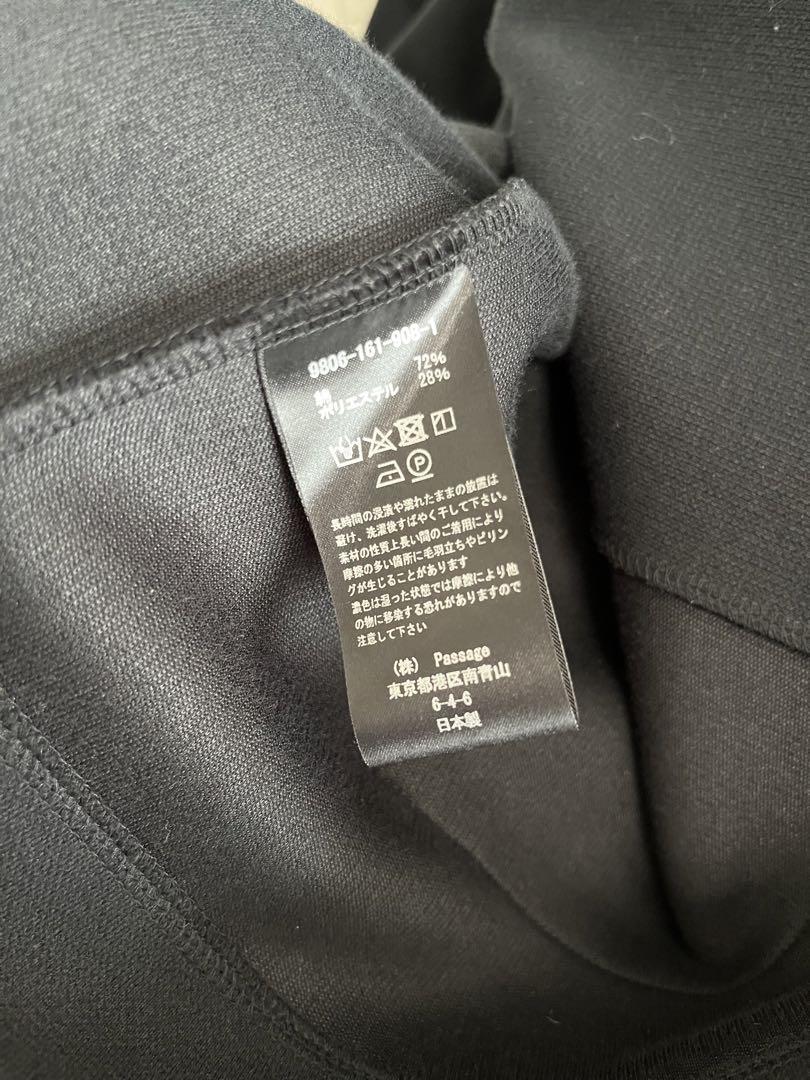 9806-161-908-1
綿 72%
ポリエステル 28%
P
長時間の浸漬や濡れたままの放置は
避け、洗濯後すばやく干して下さい。
素材の性質上長い間のご着用により
摩擦の多い箇所に毛羽立ちやピリン
グが生じることがあります
濃色は湿った状態では摩擦により他
の物に移染する恐れがありますので
注意して下さい
(株) Passage
東京都港区南青山
6-4-6
日本製